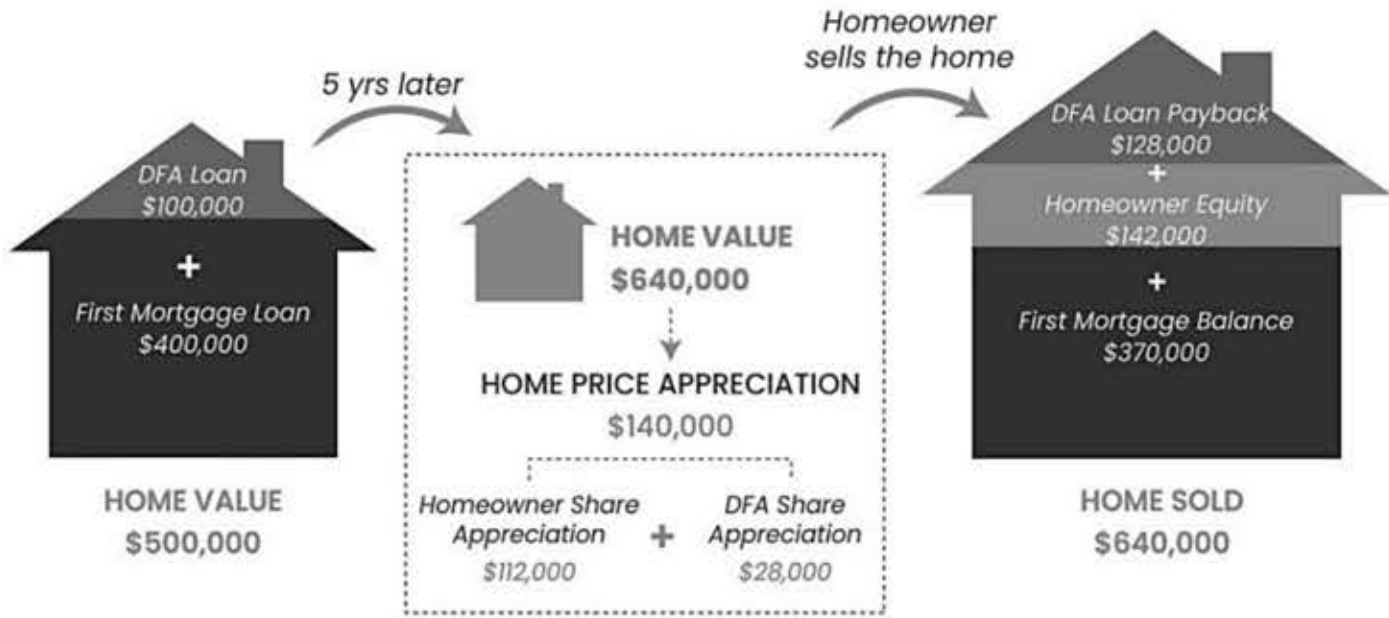 DFA Loan
$100,000
+
First Mortgage Loan
$400,000
HOME VALUE
$500,000
5 yrs later
HOME VALUE
$640,000
HOME PRICE APPRECIATION
$140,000
Homeowner Share
Appreciation
$112,000
+
DFA Share
Appreciation
$28,000
Homeowner
sells the home
DFA Loan Payback
$128,000
+
Homeowner Equity
$142,000
+
First Mortgage Balance
$370,000
HOME SOLD
$640,000